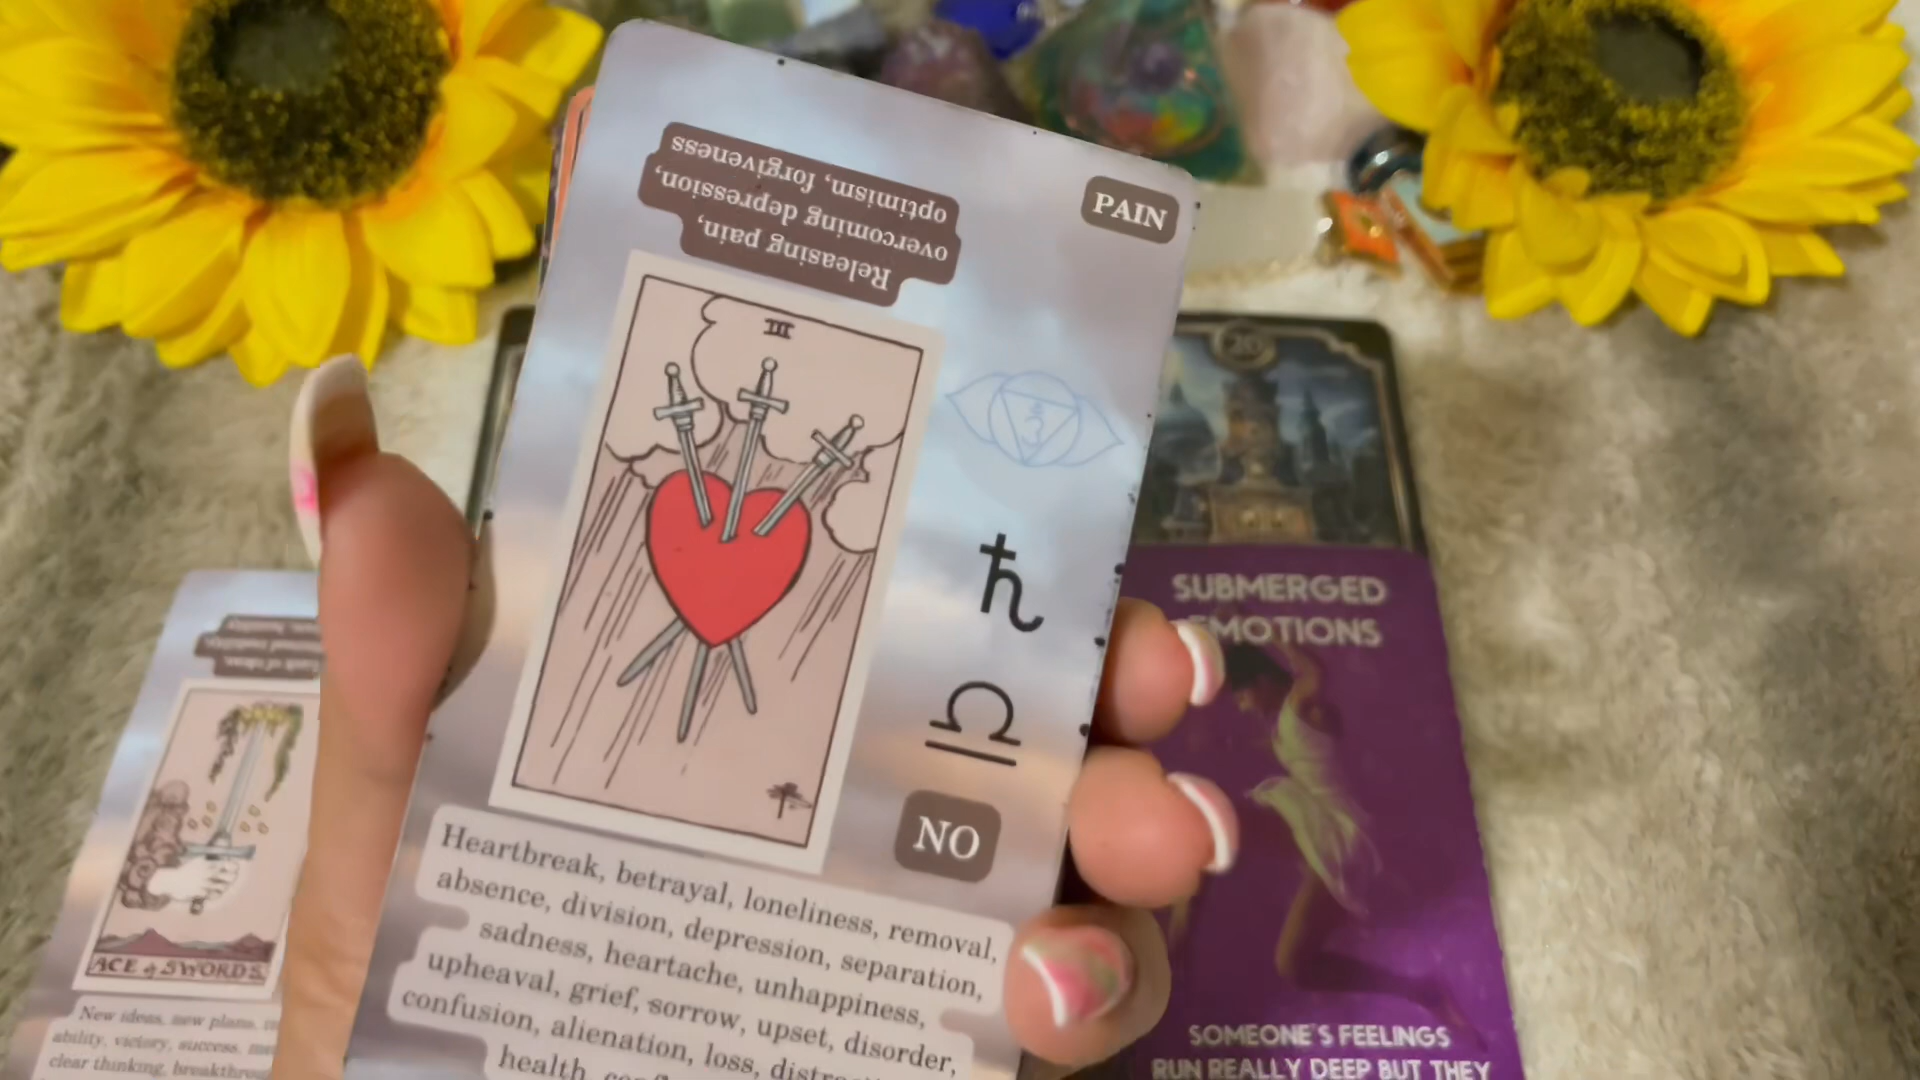 PAIN
Releasing pain,
overcoming depression,
optimism, forgiveness
III
NO
Heartbreak, betrayal, loneliness, removal,
absence, division, depression, separation,
sadness, heartache, unhappiness,
upheaval, grief, sorrow, upset, disorder,
confusion, alienation, loss,
health
20
SUBMERGED
EMOTIONS
SOMEONE'S FEELINGS
RUN REALLY DEEP BUT THEY
ACE of SWORDS.
New ideas, new plans,
ability, victory, success,
clear thinking,